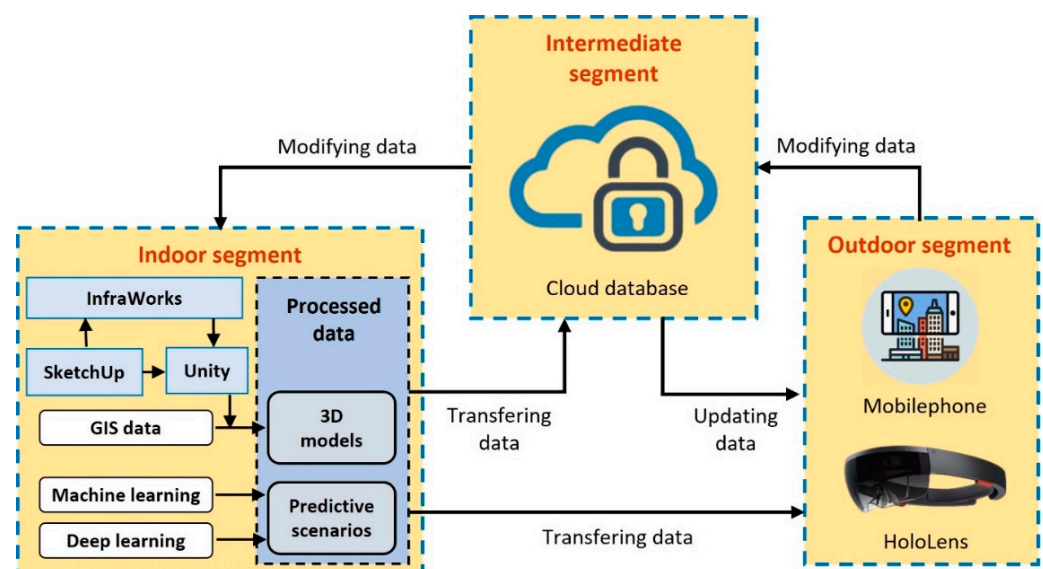 Intermediate
segment
Cloud database
Modifying data
Modifying data
Indoor segment
InfraWorks
SketchUp
Unity
GIS data
Machine learning
Deep learning
Processed
data
3D
models
Predictive
scenarios
Transfering
data
Updating
data
Transfering data
Outdoor segment
Mobilephone
HoloLens